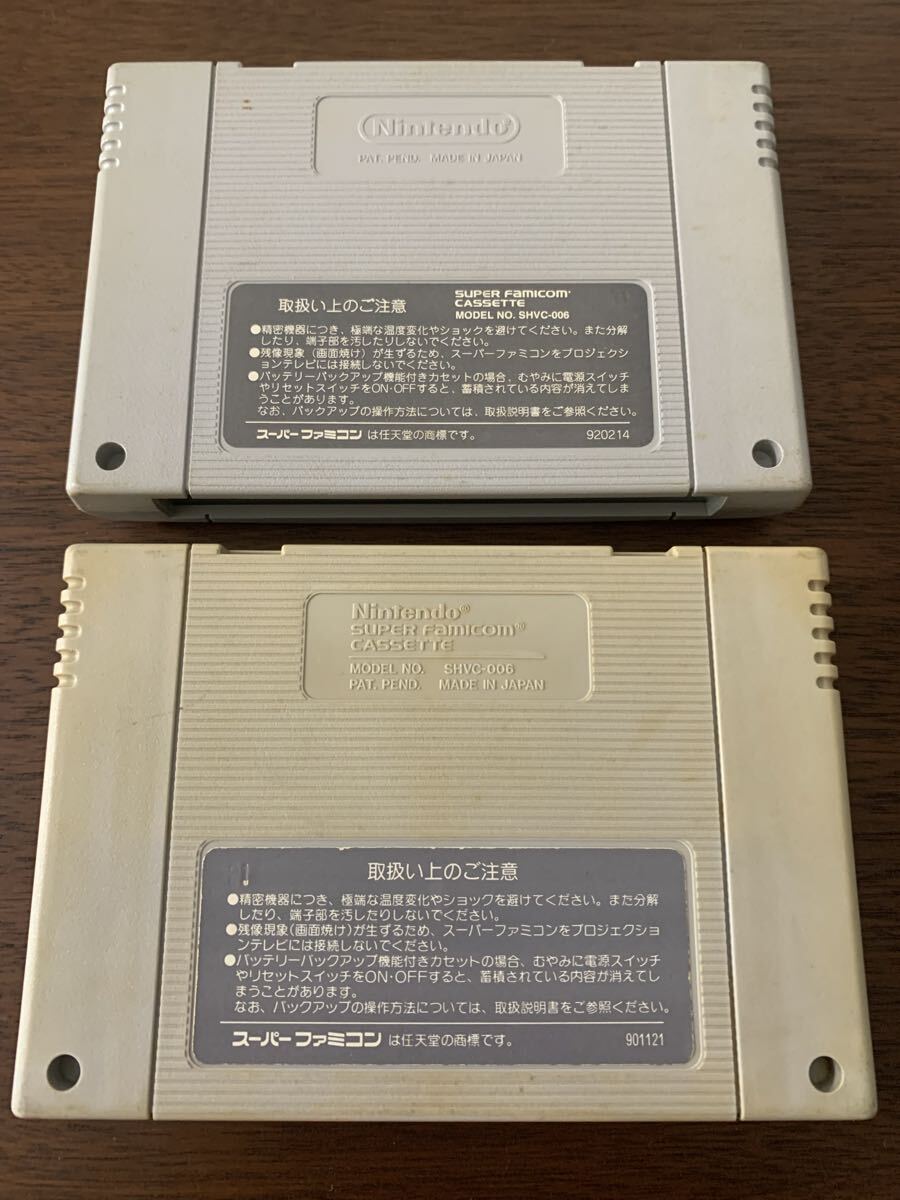 Nintendo®
PAT. PEND. MADE IN JAPAN
取扱い上のご注意
SUPER FAMICOM®
CASSETTE
MODEL NO. SHVC-006
●精密機器につき、極端な温度変化やショックを避けてください。また分解
したり、端子部を汚したりしないでください。
●残像現象(画面焼け)が生ずるため、スーパーファミコンをプロジェクシ
ョンテレビには接続しないでください。
●バッテリーバックアップ機能付きカセットの場合、むやみに電源スイッチ
やリセットスイッチをON・OFFすると、蓄積されている内容が消えてしま
うことがあります。
なお、バックアップの操作方法については、取扱説明書をご参照ください。
スーパーファミコン は任天堂の商標です。 920214
Nintendo®
SUPER FAMICOM®
CASSETTE
MODEL NO. SHVC-006
PAT. PEND. MADE IN JAPAN
取扱い上のご注意
●精密機器につき、極端な温度変化やショックを避けてください。また分解
したり、端子部を汚したりしないでください。
●残像現象(画面焼け)が生ずるため、スーパーファミコンをプロジェクショ
ンテレビには接続しないでください。
●バッテリーバックアップ機能付きカセットの場合、むやみに電源スイッチ
やリセットスイッチをON・OFFすると、蓄積されている内容が消えてし
まうことがあります。
なお、バックアップの操作方法については、取扱説明書をご参照ください。
スーパーファミコン は任天堂の商標です。 901121